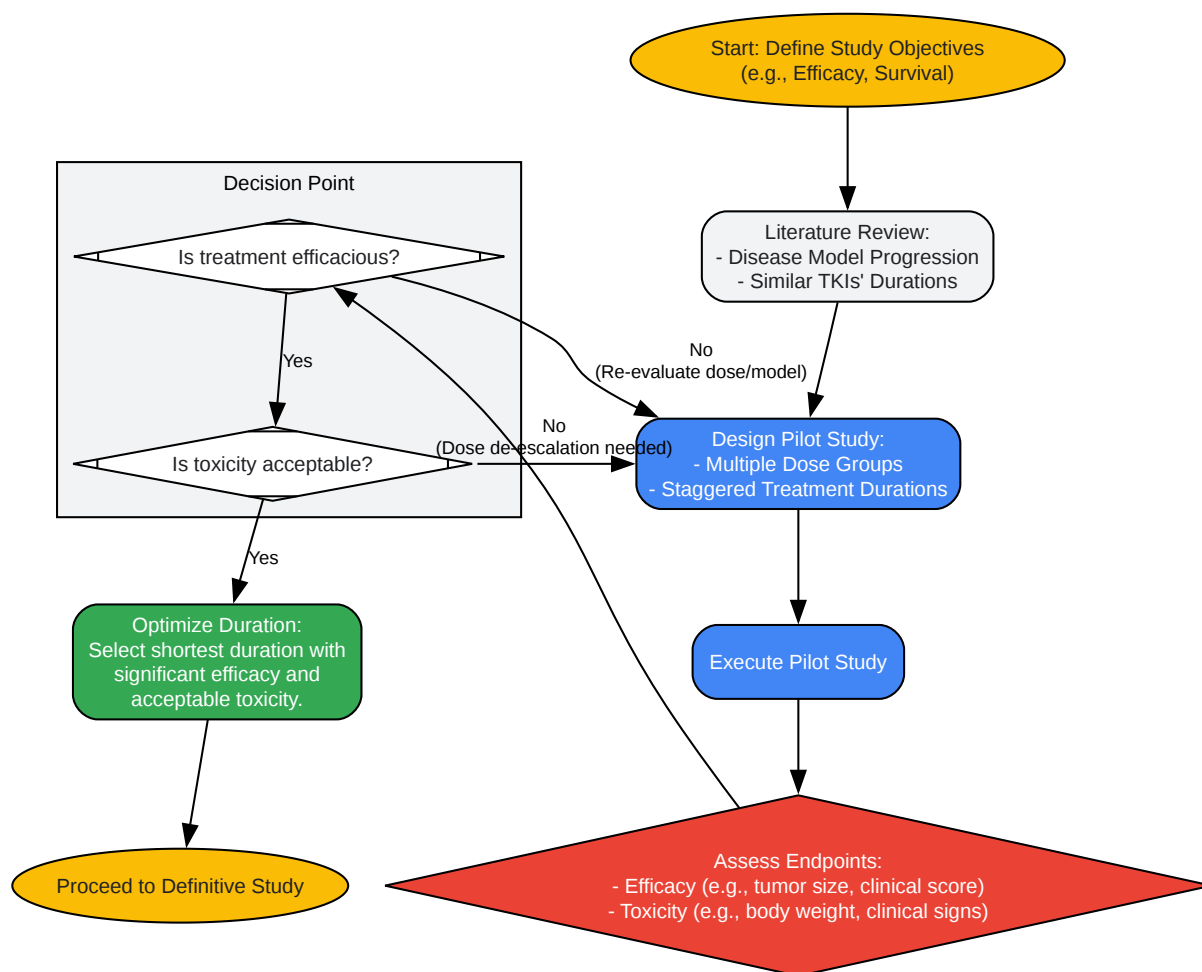 Start: Define Study Objectives
(e.g., Efficacy, Survival)
Decision Point
Is treatment efficacious?
Literature Review:
- Disease Model Progression
- Similar TKIs' Durations
Yes
No
(Re-evaluate dose/model)
Is toxicity acceptable?
No
(Dose de-escalation needed)
Design Pilot Study:
- Multiple Dose Groups
- Staggered Treatment Durations
Yes
Optimize Duration:
Select shortest duration with
significant efficacy and
acceptable toxicity.
Execute Pilot Study
Proceed to Definitive Study
Assess Endpoints:
- Efficacy (e.g., tumor size, clinical score)
- Toxicity (e.g., body weight, clinical signs)